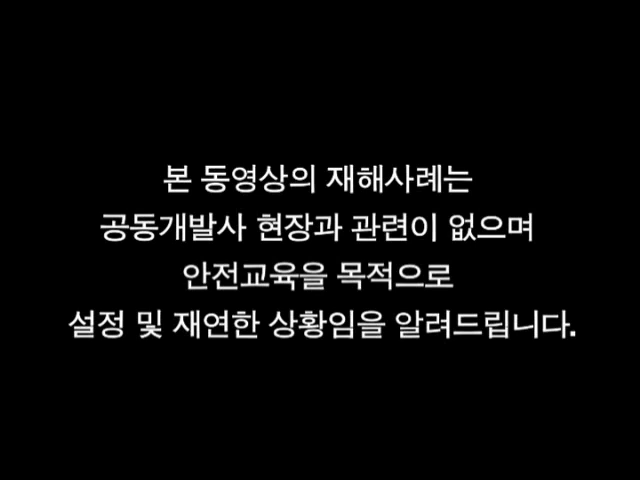 본 동영상의 재해사례는
공동개발사 현장과 관련이 없으며
안전교육을 목적으로
설정 및 재연한 상황임을 알려드립니다.